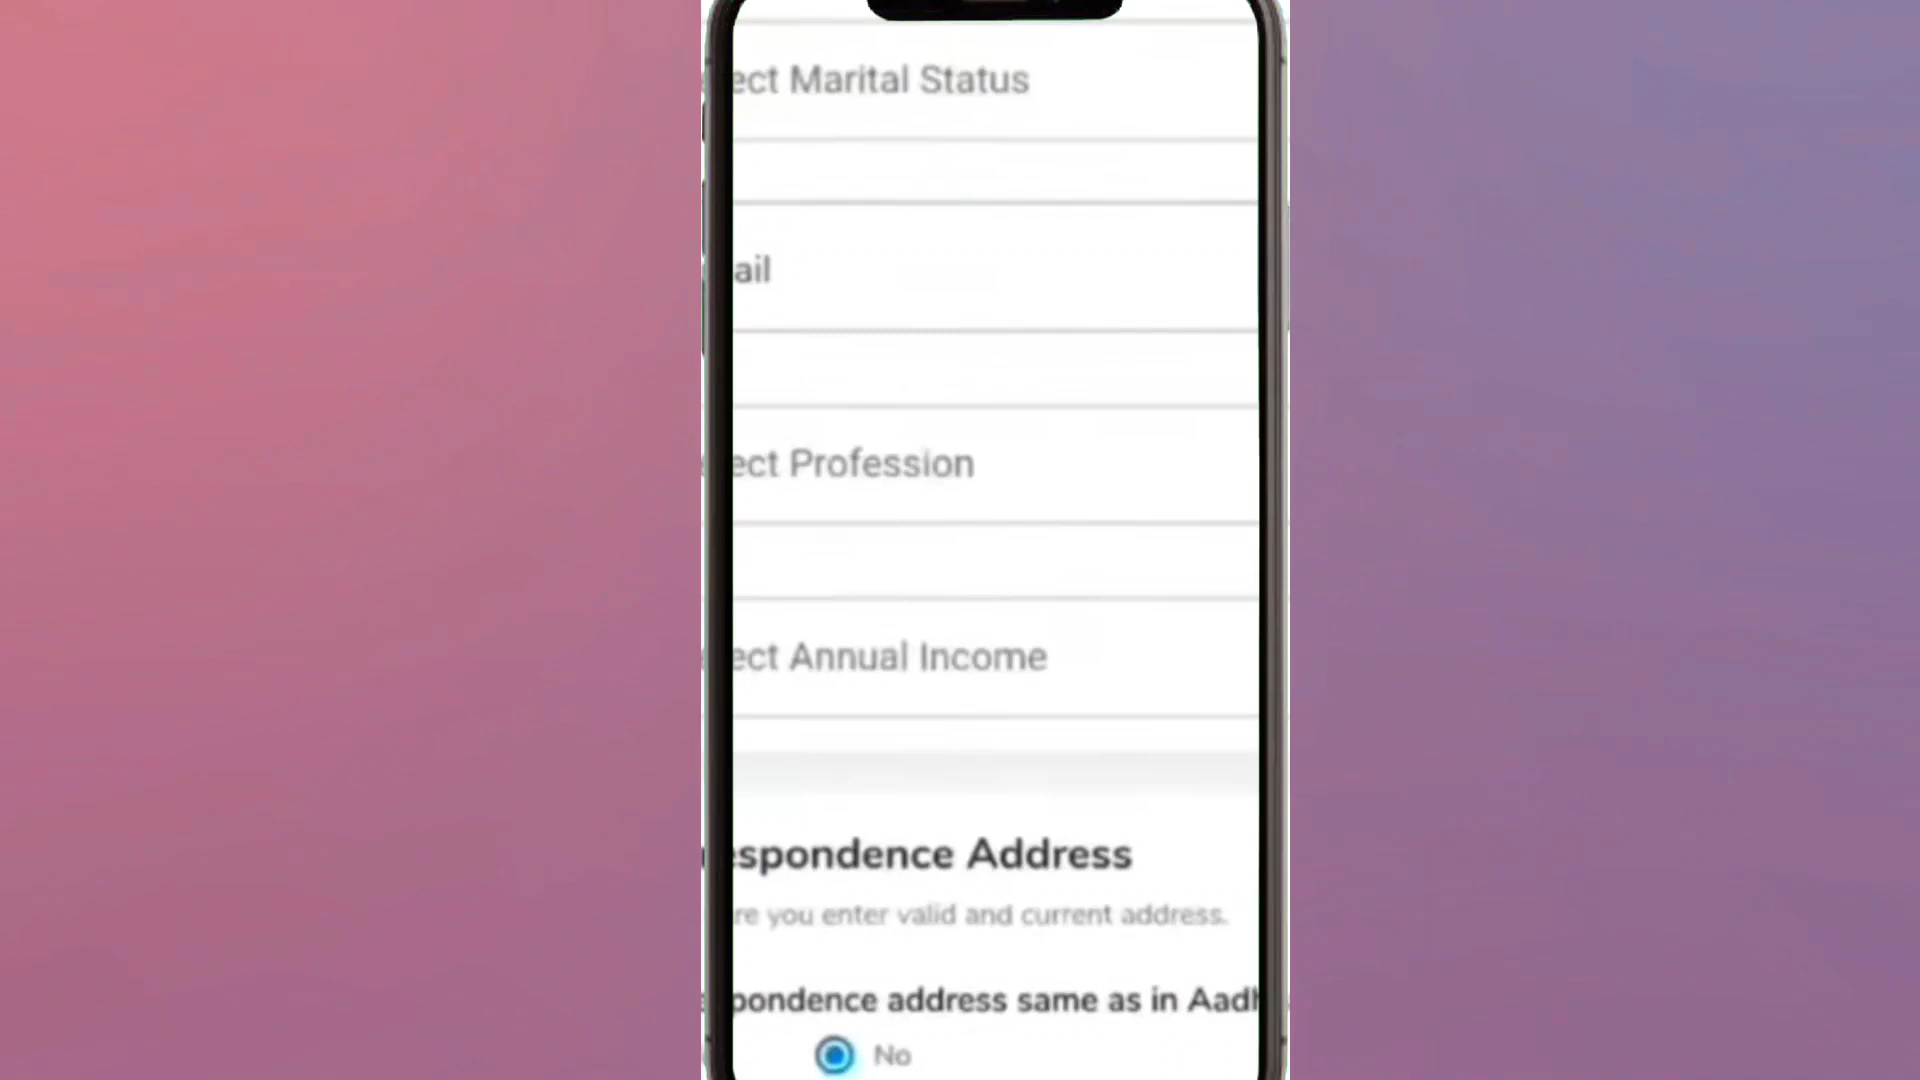 ect Marital Status
ail
ect Profession
ect Annual Income
espondence Address
re you enter valid and current address.
pondence address same as in Aadh
No